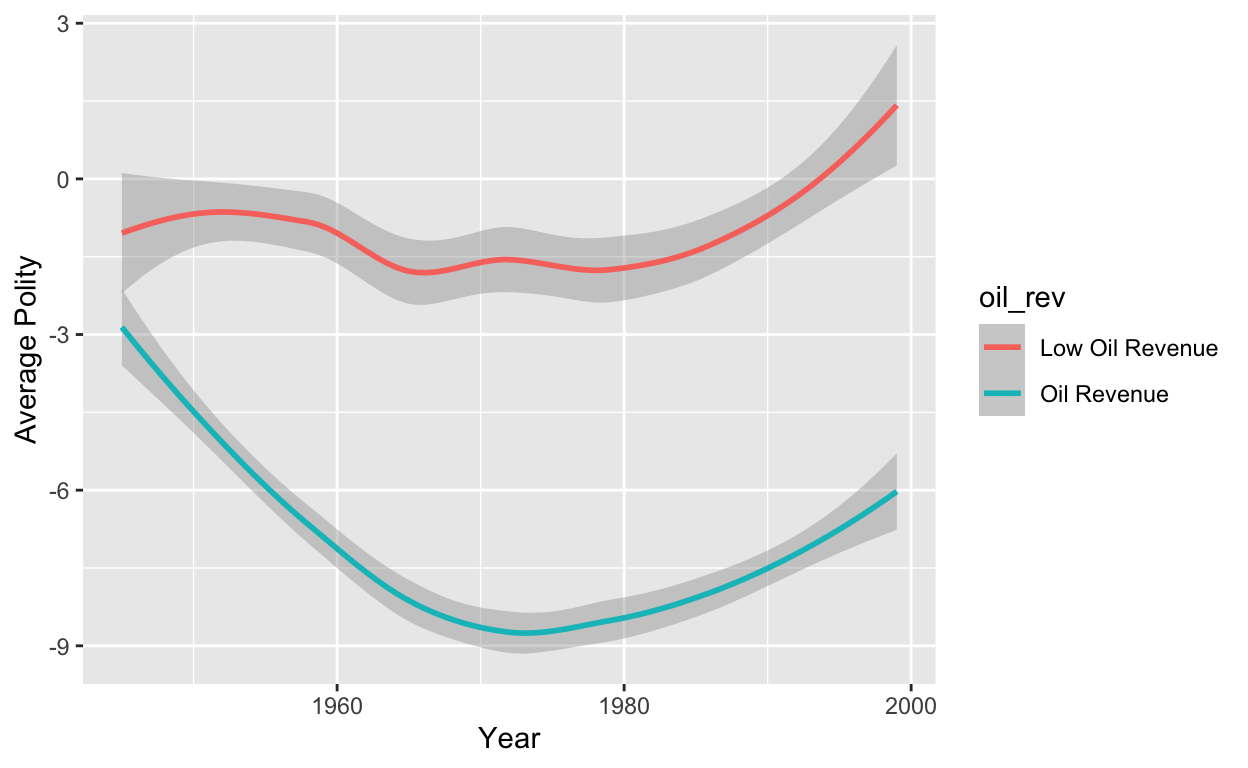 3
0
-3
-6
-9
Average Polity
1960
1980
2000
Year
oil_rev
Low Oil Revenue
Oil Revenue